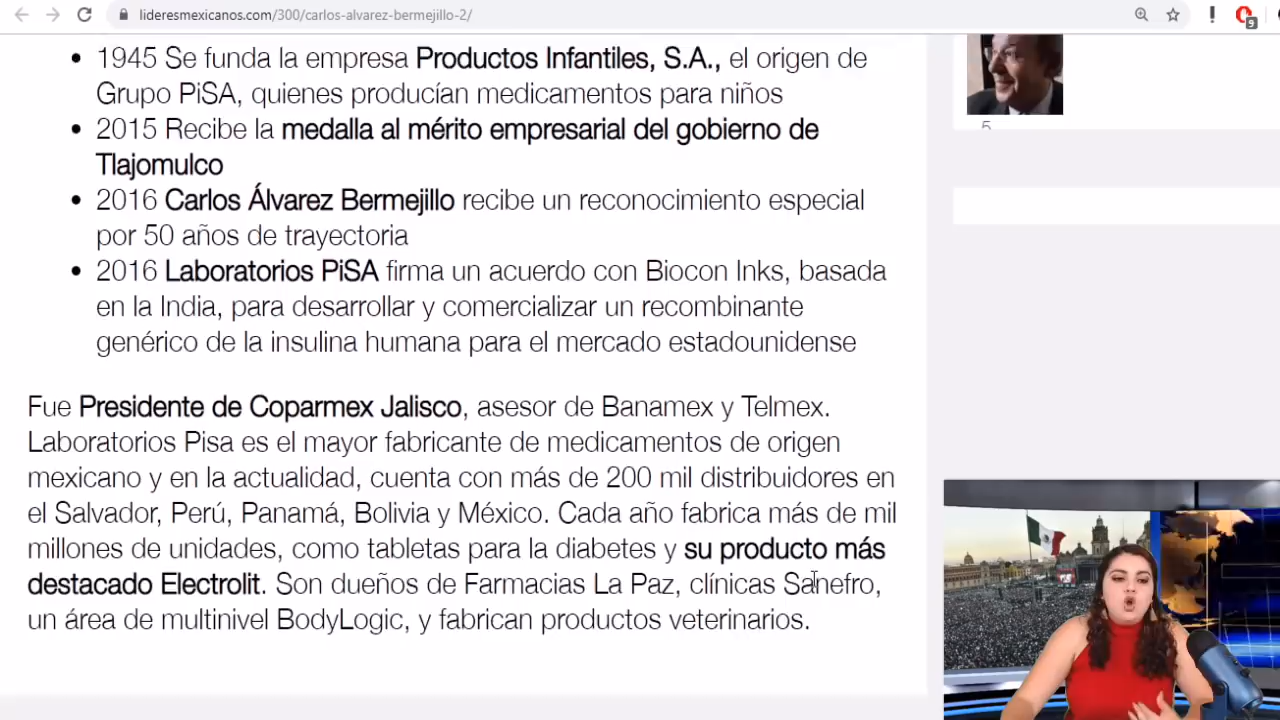 lideresmexicanos.com/300/carlos-alvarez-bermejillo-2/
9
1945 Se funda la empresa Productos Infantiles, S.A., el origen de
Grupo PiSA, quienes producían medicamentos para niños
2015 Recibe la medalla al mérito empresarial del gobierno de
Tlajomulco
2016 Carlos Álvarez Bermejillo recibe un reconocimiento especial
por 50 años de trayectoria
2016 Laboratorios PiSA firma un acuerdo con Biocon Inks, basada
en la India, para desarrollar y comercializar un recombinante
genérico de la insulina humana para el mercado estadounidense
Fue Presidente de Coparmex Jalisco, asesor de Banamex y Telmex.
Laboratorios Pisa es el mayor fabricante de medicamentos de origen
mexicano y en la actualidad, cuenta con más de 200 mil distribuidores en
el Salvador, Perú, Panamá, Bolivia y México. Cada año fabrica más de mil
millones de unidades, como tabletas para la diabetes y su producto más
destacado Electrolit. Son dueños de Farmacias La Paz, clínicas Sanefro,
un área de multinivel BodyLogic, y fabrican productos veterinarios.